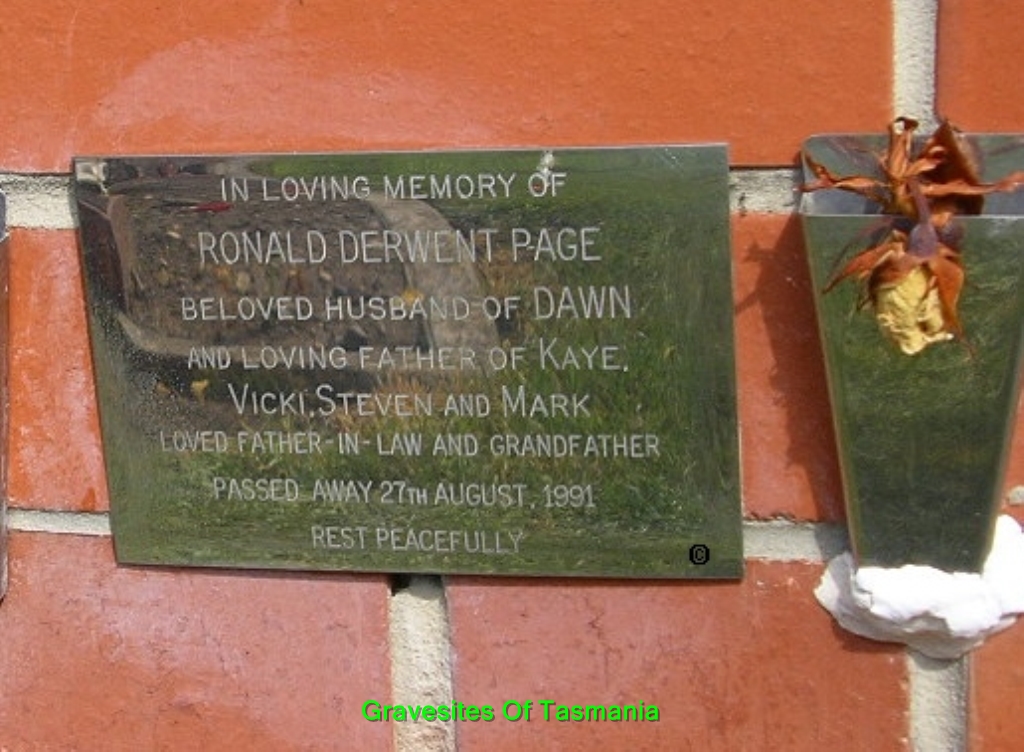 IN LOVING MEMORY OF
RONALD DERWENT PAGE
BELOVED HUSBAND OF DAWN
AND LOVING FATHER OF KAYE,
VICKI, STEVEN AND MARK
LOVED FATHER-IN-LAW AND GRANDFATHER
PASSED AWAY 27TH AUGUST, 1991
REST PEACEFULLY
©
Gravesites Of Tasmania